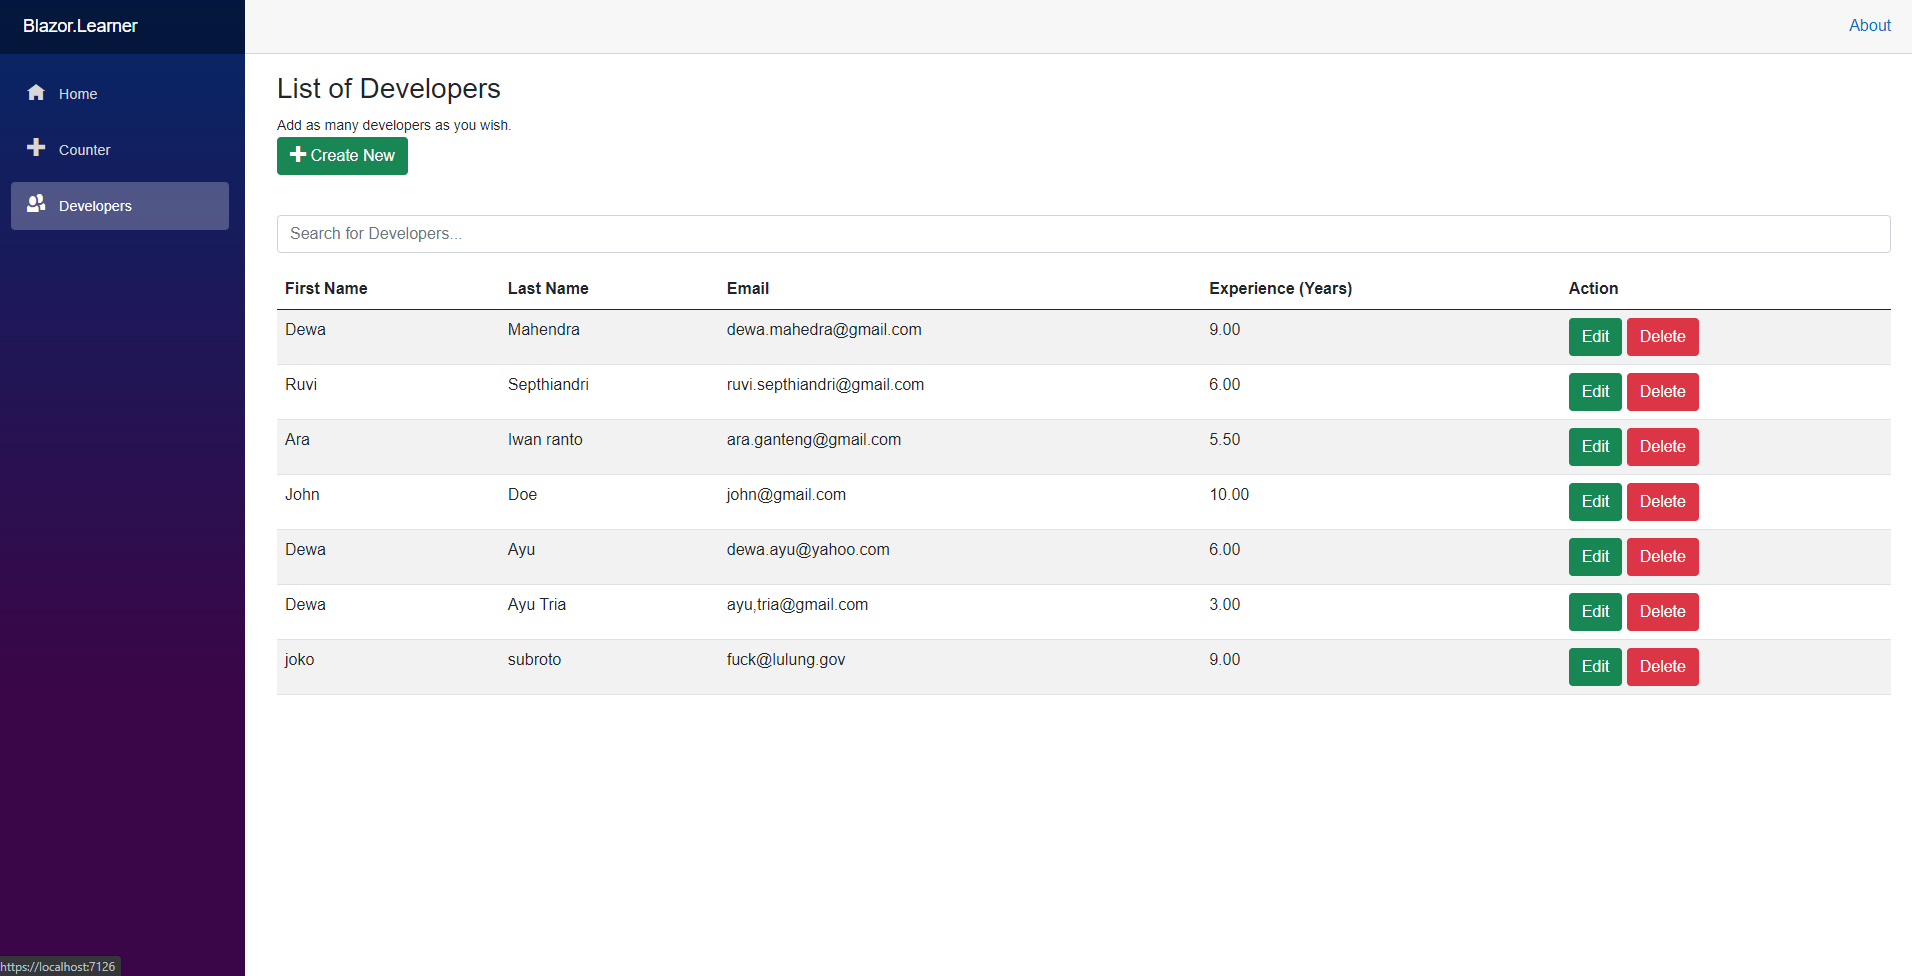 Blazor.Learner
About
Home
Counter
Developers
List of Developers
Add as many developers as you wish.
Create New
Search for Developers...
First Name Last Name Email Experience (Years) Action
Dewa Mahendra dewa.mahedra@gmail.com 9.00 Edit Delete
Ruvi Septhiandri ruvi.septhiandri@gmail.com 6.00 Edit Delete
Ara Iwan ranto ara.ganteng@gmail.com 5.50 Edit Delete
John Doe john@gmail.com 10.00 Edit Delete
Dewa Ayu dewa.ayu@yahoo.com 6.00 Edit Delete
Dewa Ayu Tria ayu,tria@gmail.com 3.00 Edit Delete
joko subroto fuck@lulung.gov 9.00 Edit Delete
https://localhost:7126